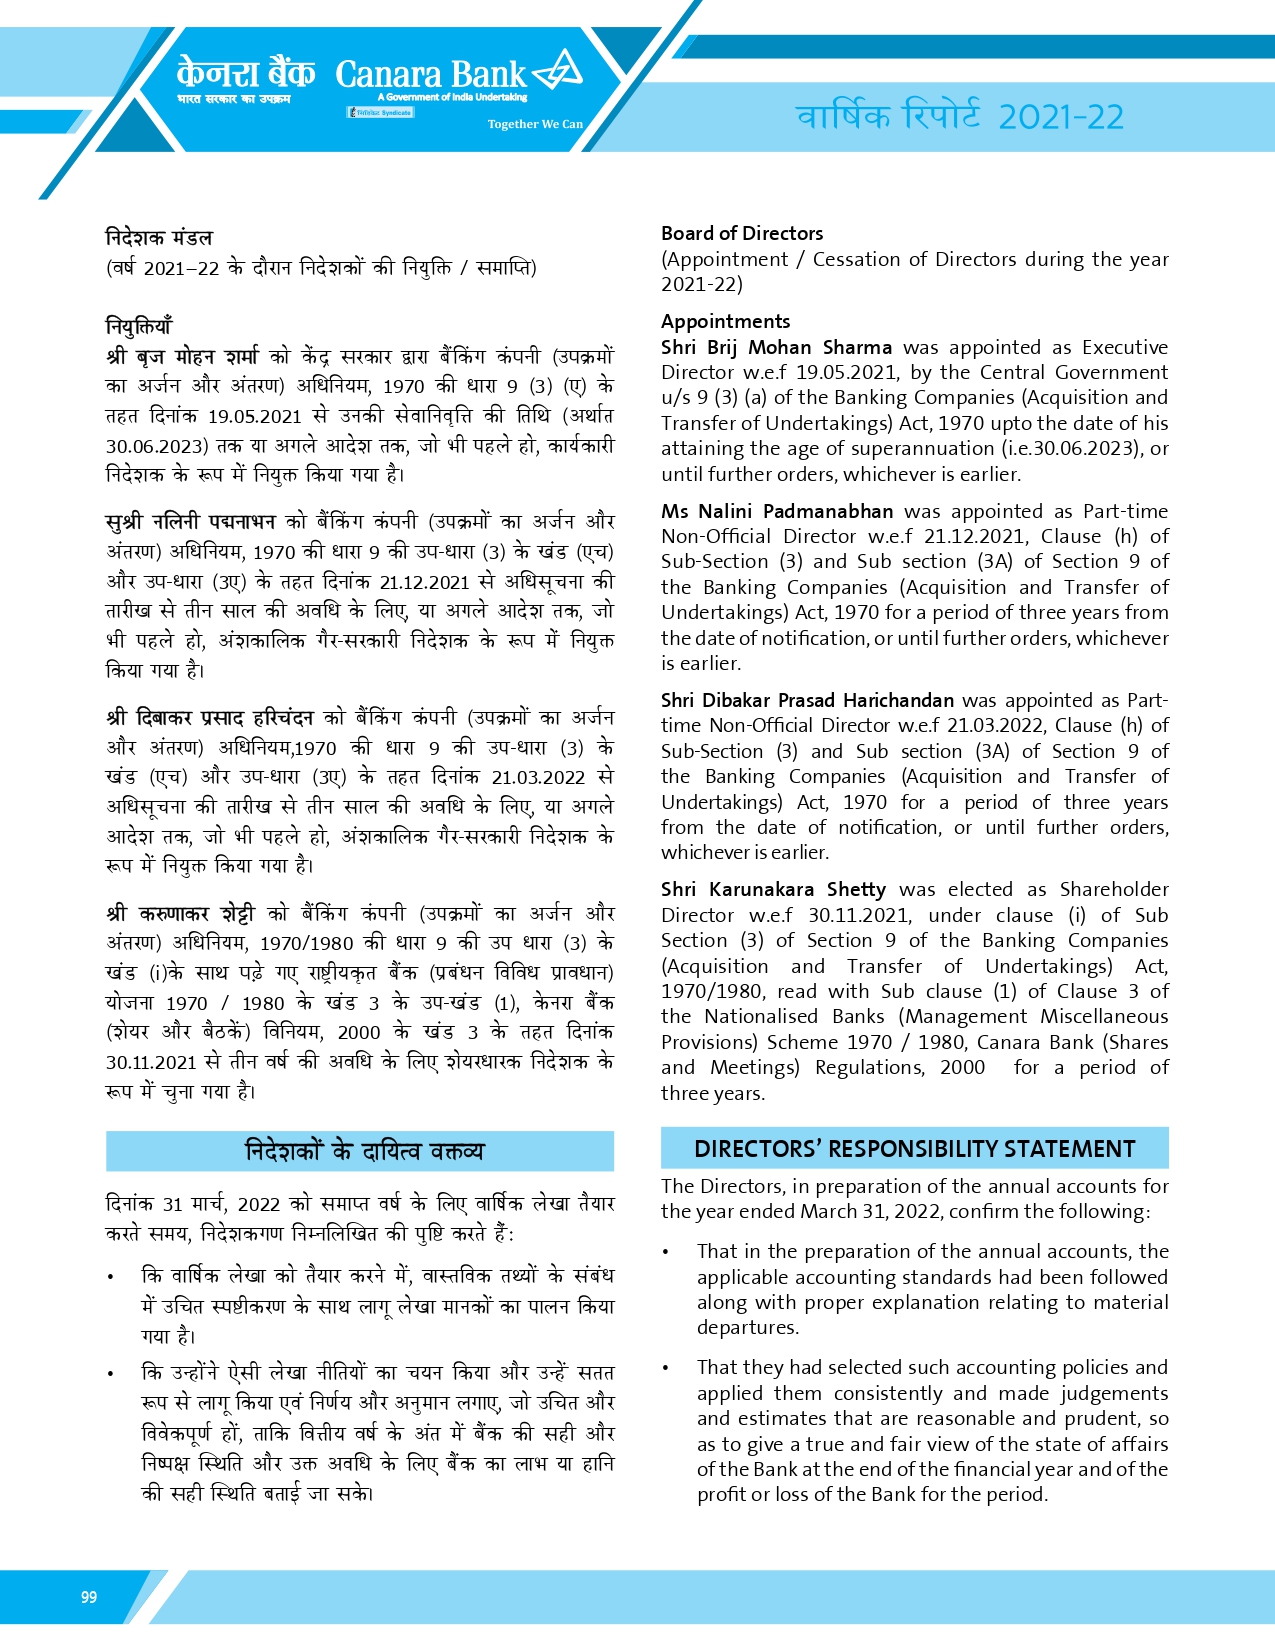 केनरा बैंक Canara Bank
भारत सरकार का उपक्रम
A Government of India Undertaking
Syndicate
Together We Can
वार्षिक रिपोर्ट 2021-22
निदेशक मंडल
(वर्ष 2021–22 के दौरान निदेशकों की नियुक्ति / समाप्ति)
नियुक्तियाँ
श्री बृज मोहन शर्मा को केंद्र सरकार द्वारा बैंकिंग कंपनी (उपक्रमों
का अर्जन और अंतरण) अधिनियम, 1970 की धारा 9 (3) (ए) के
तहत दिनांक 19.05.2021 से उनकी सेवानिवृत्ति की तिथि (अर्थात
30.06.2023) तक या अगले आदेश तक, जो भी पहले हो, कार्यकारी
निदेशक के रूप में नियुक्त किया गया है।
सुश्री नलिनी पद्मनाभन को बैंकिंग कंपनी (उपक्रमों का अर्जन और
अंतरण) अधिनियम, 1970 की धारा 9 की उप-धारा (3) के खंड (एच)
और उप-धारा (3ए) के तहत दिनांक 21.12.2021 से अधिसूचना की
तारीख से तीन साल की अवधि के लिए, या अगले आदेश तक, जो
भी पहले हो, अंशकालिक गैर-सरकारी निदेशक के रूप में नियुक्त
किया गया है।
श्री दिबाकर प्रसाद हरिचंदन को बैंकिंग कंपनी (उपक्रमों का अर्जन
और अंतरण) अधिनियम,1970 की धारा 9 की उप-धारा (3) के
खंड (एच) और उप-धारा (3ए) के तहत दिनांक 21.03.2022 से
अधिसूचना की तारीख से तीन साल की अवधि के लिए, या अगले
आदेश तक, जो भी पहले हो, अंशकालिक गैर-सरकारी निदेशक के
रूप में नियुक्त किया गया है।
श्री करुणाकर शेट्टी को बैंकिंग कंपनी (उपक्रमों का अर्जन और
अंतरण) अधिनियम, 1970/1980 की धारा 9 की उप धारा (3) के
खंड (i)के साथ पढ़े गए राष्ट्रीयकृत बैंक (प्रबंधन विविध प्रावधान)
योजना 1970 / 1980 के खंड 3 के उप-खंड (1), केनरा बैंक
(शेयर और बैठकें) विनियम, 2000 के खंड 3 के तहत दिनांक
30.11.2021 से तीन वर्ष की अवधि के लिए शेयरधारक निदेशक के
रूप में चुना गया है।
निदेशकों के दायित्व वक्तव्य
दिनांक 31 मार्च, 2022 को समाप्त वर्ष के लिए वार्षिक लेखा तैयार
करते समय, निदेशकगण निम्नलिखित की पुष्टि करते हैं:
• कि वार्षिक लेखा को तैयार करने में, वास्तविक तथ्यों के संबंध
में उचित स्पष्टीकरण के साथ लागू लेखा मानकों का पालन किया
गया है।
• कि उन्होंने ऐसी लेखा नीतियों का चयन किया और उन्हें सतत
रूप से लागू किया एवं निर्णय और अनुमान लगाए, जो उचित और
विवेकपूर्ण हों, ताकि वित्तीय वर्ष के अंत में बैंक की सही और
निष्पक्ष स्थिति और उक्त अवधि के लिए बैंक का लाभ या हानि
की सही स्थिति बताई जा सके।
Board of Directors
(Appointment / Cessation of Directors during the year
2021-22)
Appointments
Shri Brij Mohan Sharma was appointed as Executive
Director w.e.f 19.05.2021, by the Central Government
u/s 9 (3) (a) of the Banking Companies (Acquisition and
Transfer of Undertakings) Act, 1970 upto the date of his
attaining the age of superannuation (i.e.30.06.2023), or
until further orders, whichever is earlier.
Ms Nalini Padmanabhan was appointed as Part-time
Non-Official Director w.e.f 21.12.2021, Clause (h) of
Sub-Section (3) and Sub section (3A) of Section 9 of
the Banking Companies (Acquisition and Transfer of
Undertakings) Act, 1970 for a period of three years from
the date of notification, or until further orders, whichever
is earlier.
Shri Dibakar Prasad Harichandan was appointed as Part-
time Non-Official Director w.e.f 21.03.2022, Clause (h) of
Sub-Section (3) and Sub section (3A) of Section 9 of
the Banking Companies (Acquisition and Transfer of
Undertakings) Act, 1970 for a period of three years
from the date of notification, or until further orders,
whichever is earlier.
Shri Karunakara Shetty was elected as Shareholder
Director w.e.f 30.11.2021, under clause (i) of Sub
Section (3) of Section 9 of the Banking Companies
(Acquisition and Transfer of Undertakings) Act,
1970/1980, read with Sub clause (1) of Clause 3 of
the Nationalised Banks (Management Miscellaneous
Provisions) Scheme 1970 / 1980, Canara Bank (Shares
and Meetings) Regulations, 2000 for a period of
three years.
DIRECTORS’ RESPONSIBILITY STATEMENT
The Directors, in preparation of the annual accounts for
the year ended March 31, 2022, confirm the following:
• That in the preparation of the annual accounts, the
applicable accounting standards had been followed
along with proper explanation relating to material
departures.
• That they had selected such accounting policies and
applied them consistently and made judgements
and estimates that are reasonable and prudent, so
as to give a true and fair view of the state of affairs
of the Bank at the end of the financial year and of the
profit or loss of the Bank for the period.
99